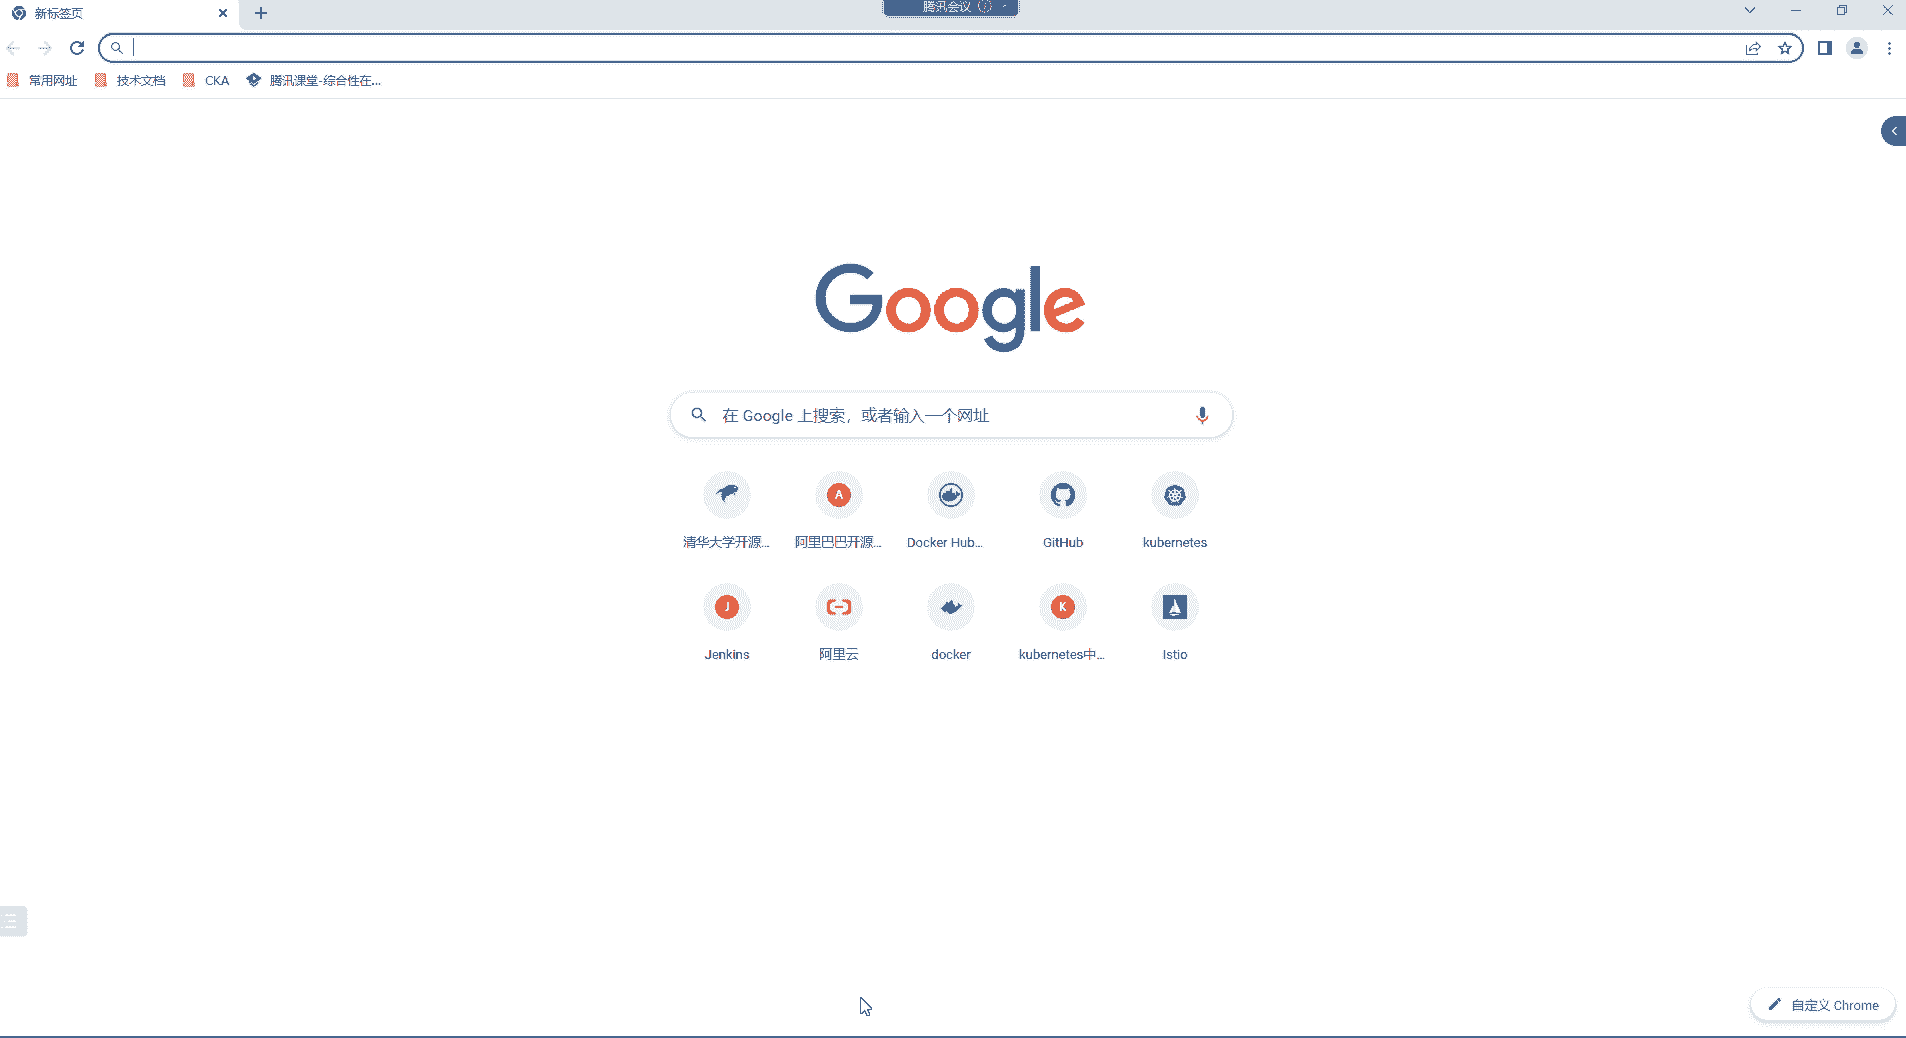 新标签页
腾讯会议
常用网址 技术文档 CKA 腾讯课堂-综合性在...
Google
在 Google 上搜索，或者输入一个网址
清华大学开源... A 阿里巴巴开源... Docker Hub... GitHub kubernetes
J Jenkins 阿里云 docker K kubernetes中... Istio
自定义 Chrome